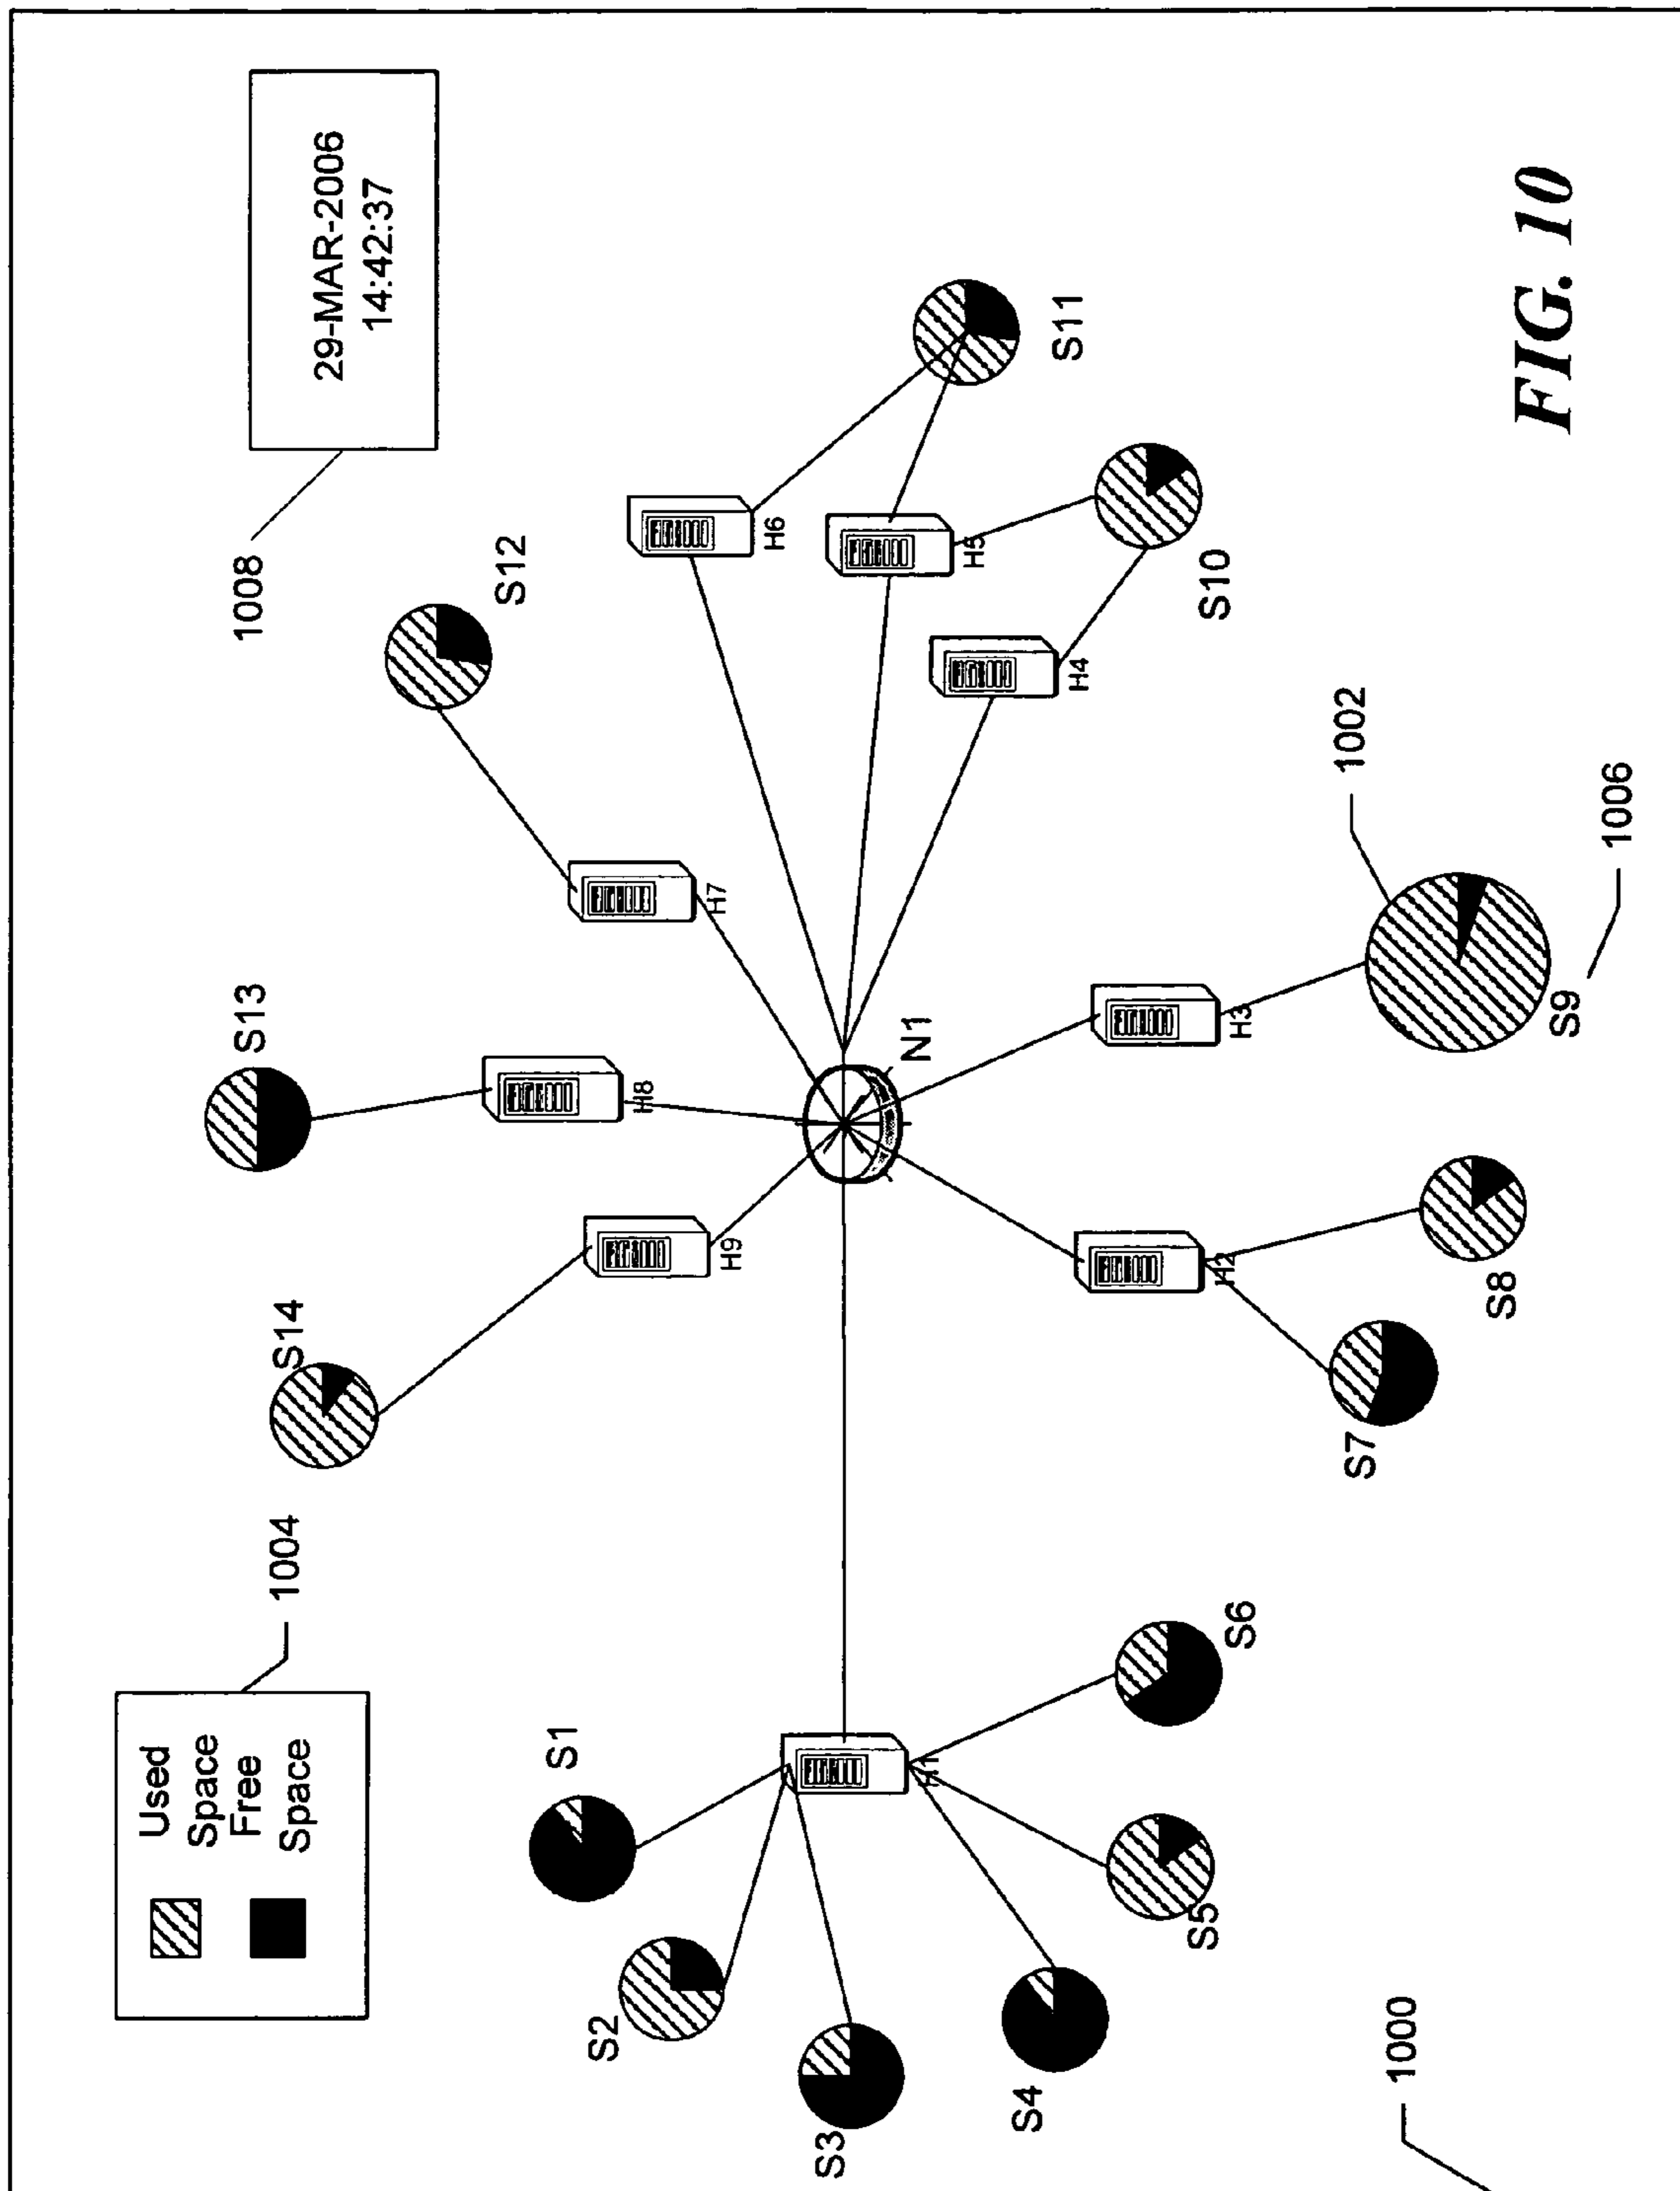 Used
Space
Free
Space
1004
29-MAR-2006
14:42:37
1008
S14
S13
S12
S1
S2
S3
S4
S5
S6
H1
H9
H8
H7
H6
H5
H4
S11
S10
N1
H2
H3
S7
S8
S9
1002
1006
1000
FIG. 10